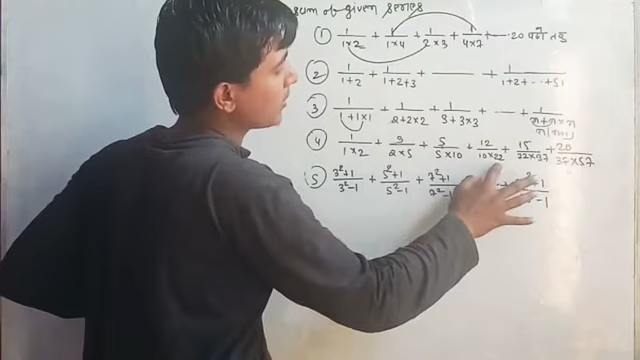 sum of given series
① 1/1×2 + 1/1×4 + 1/2×3 + 1/4×7 + ---- 20 पदों तक
② 1/1+2 + 1/1+2+3 + ---- + 1/1+2+--+51
③ 1/1+1×1 + 1/2+2×2 + 1/3+3×3 + --- + 1/n+n×n
④ 1/1×2 + 3/2×5 + 5/5×10 + 12/10×22 + 15/22×37 + 20/37×57
⑤ 3²+1/3²-1 + 5²+1/5²-1 + 7²+1/7²-1